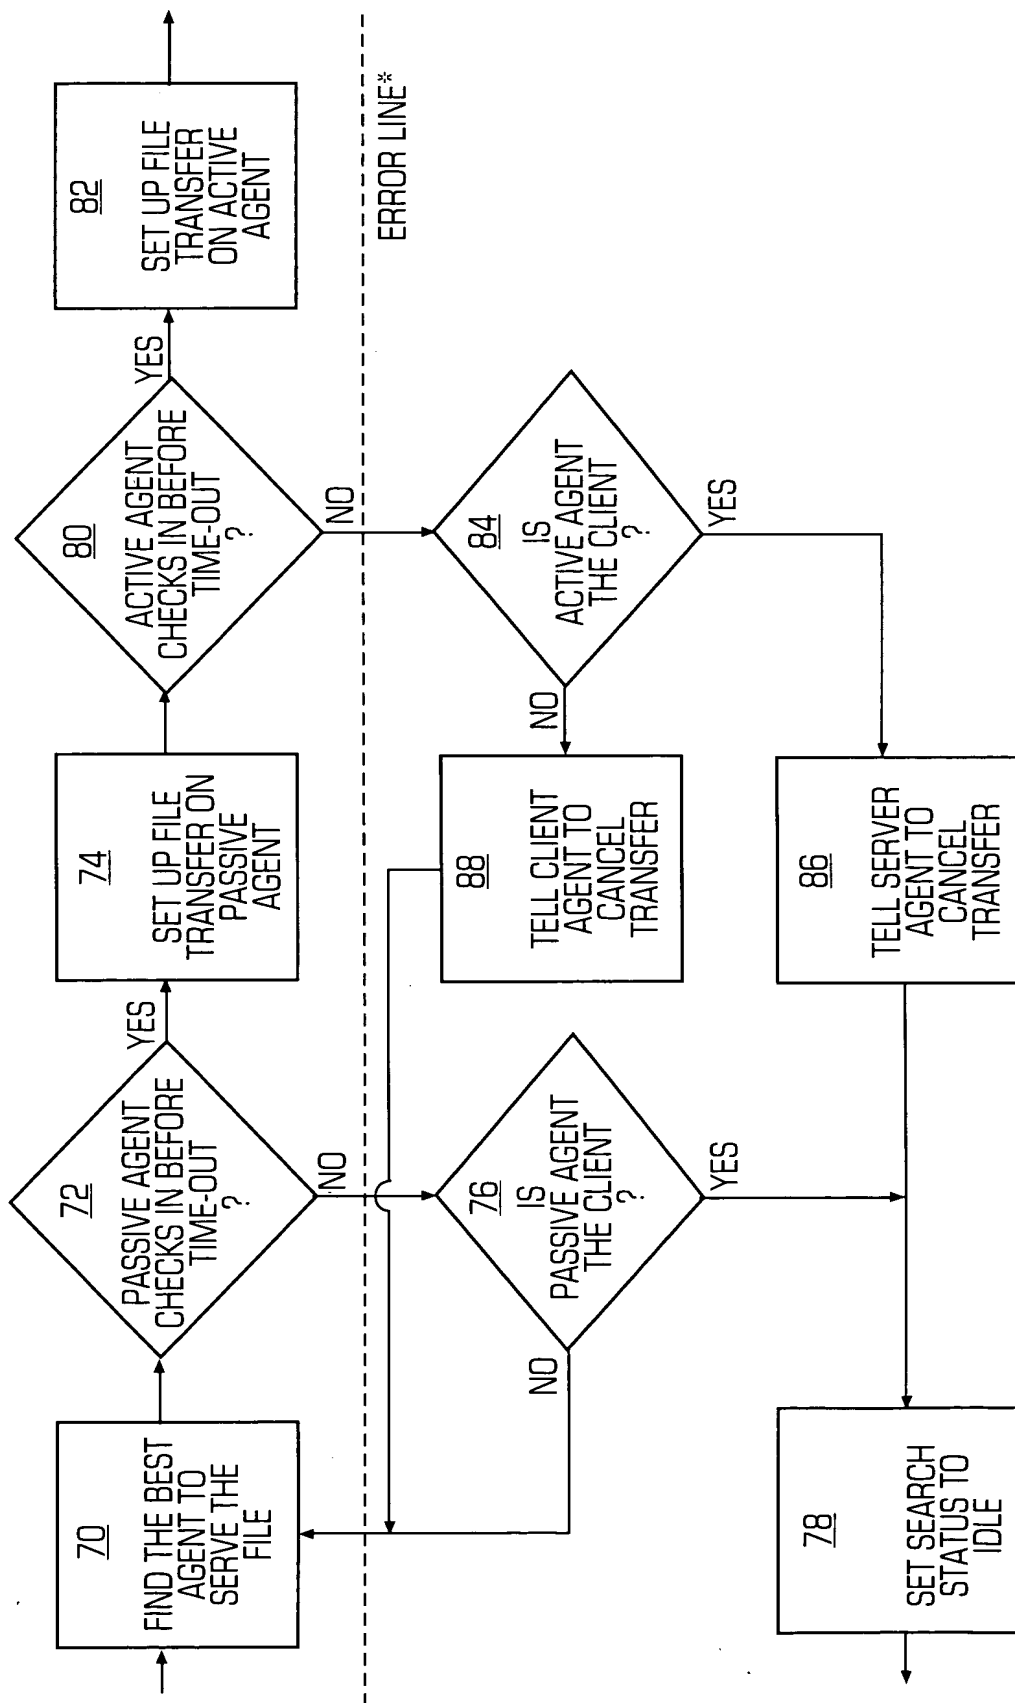 70
FIND THE BEST
AGENT TO
SERVE THE
FILE
72
PASSIVE AGENT
CHECKS IN BEFORE
TIME-OUT
?
YES
NO
74
SET UP FILE
TRANSFER ON
PASSIVE
AGENT
80
ACTIVE AGENT
CHECKS IN BEFORE
TIME-OUT
?
YES
NO
82
SET UP FILE
TRANSFER
ON ACTIVE
AGENT
ERROR LINE*
76
IS
PASSIVE AGENT
THE CLIENT
?
NO
YES
88
TELL CLIENT
AGENT TO
CANCEL
TRANSFER
84
IS
ACTIVE AGENT
THE CLIENT
?
NO
YES
78
SET SEARCH
STATUS TO
IDLE
86
TELL SERVER
AGENT TO
CANCEL
TRANSFER